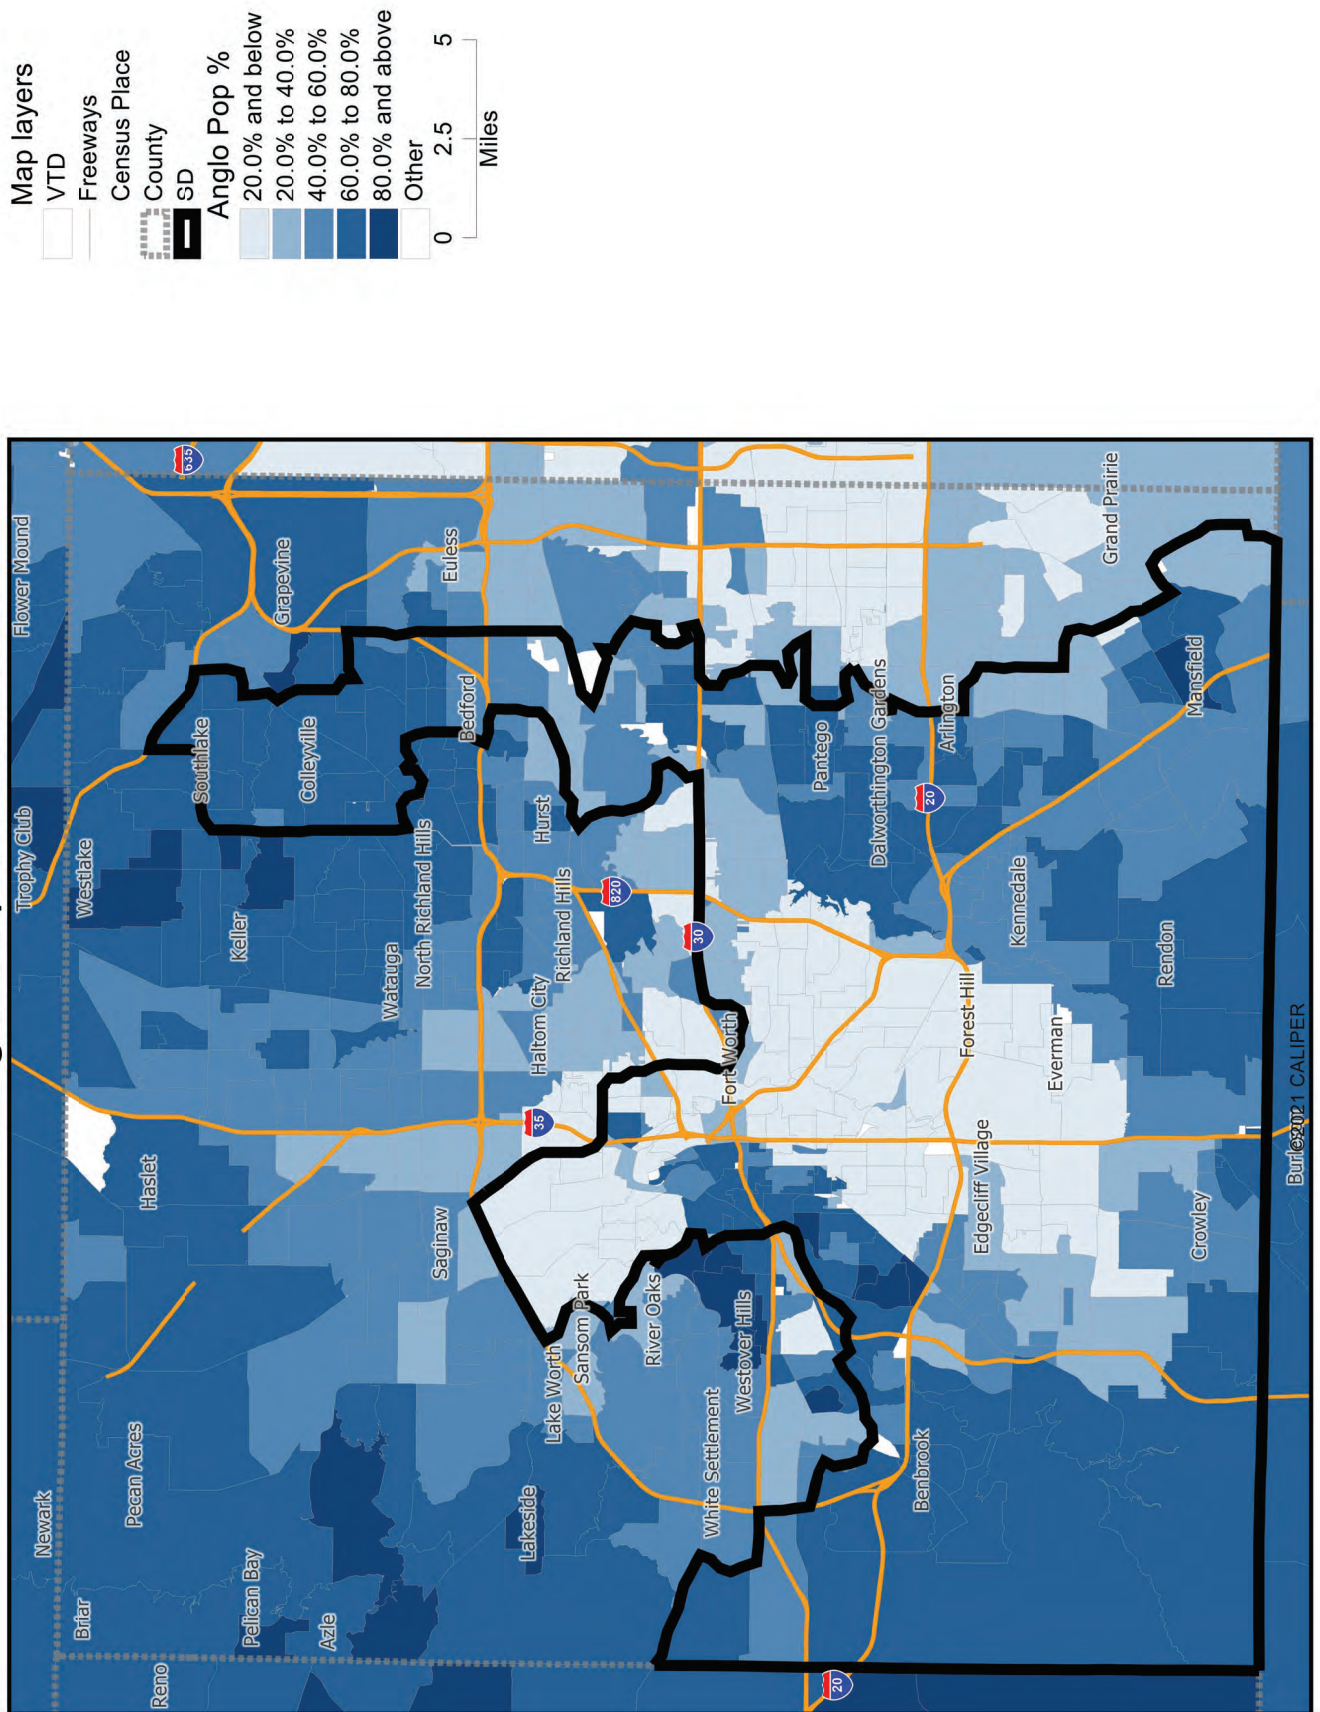 Map layers
VTD
Freeways
Census Place
County
SD
Anglo Pop %
20.0% and below
20.0% to 40.0%
40.0% to 60.0%
60.0% to 80.0%
80.0% and above
Other
0 2.5 5
Miles
Newark
Trophy Club
Flower Mound
Briar
Westlake
Reno
Pecan Acres
Haslet
Southlake
635
Pelican Bay
Keller
Colleyville
Grapevine
Azle
Watauga
North Richland Hills
Saginaw
Bedford
Euless
Lakeside
Lake Worth
35
Haltom City
Hurst
Sansom Park
Richland Hills
820
River Oaks
30
White Settlement
Westover Hills
Fort Worth
Pantego
20
Dalworthington Gardens
Benbrook
20
Arlington
Edgecliff Village
Forest Hill
Kennedale
Everman
Grand Prairie
Crowley
Rendon
Mansfield
©2021 CALIPER